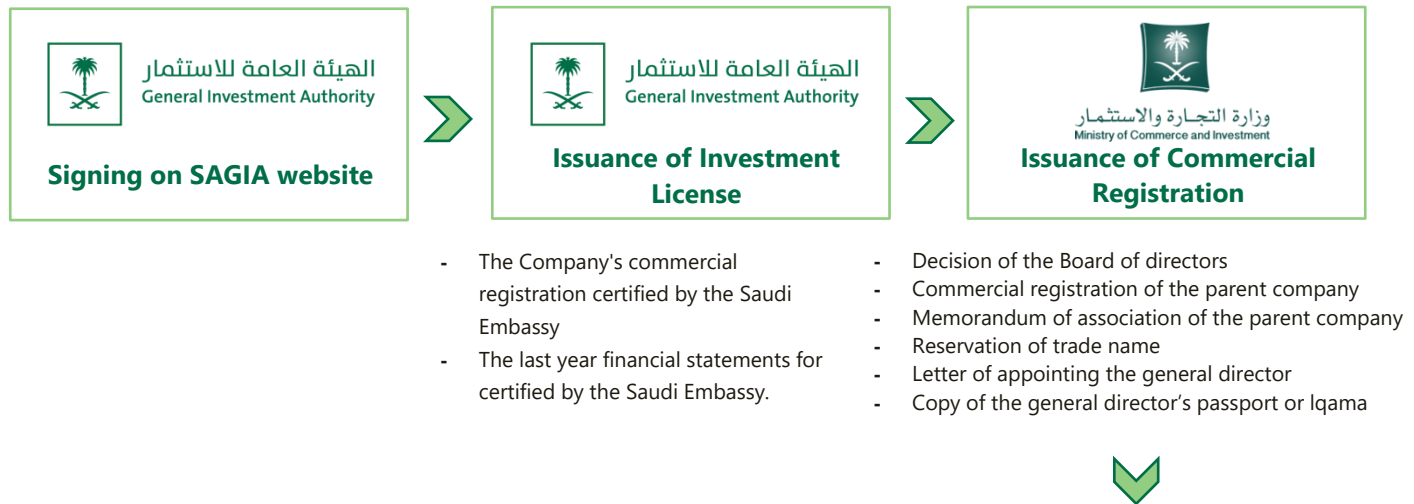 الهيئة العامة للاستثمار
General Investment Authority
Signing on SAGIA website
الهيئة العامة للاستثمار
General Investment Authority
Issuance of Investment
License
وزارة التجـارة والاستثـمـار
Ministry of Commerce and Investment
Issuance of Commercial
Registration
- The Company's commercial
registration certified by the Saudi
Embassy
- The last year financial statements for
certified by the Saudi Embassy.
- Decision of the Board of directors
- Commercial registration of the parent company
- Memorandum of association of the parent company
- Reservation of trade name
- Letter of appointing the general director
- Copy of the general director’s passport or lqama